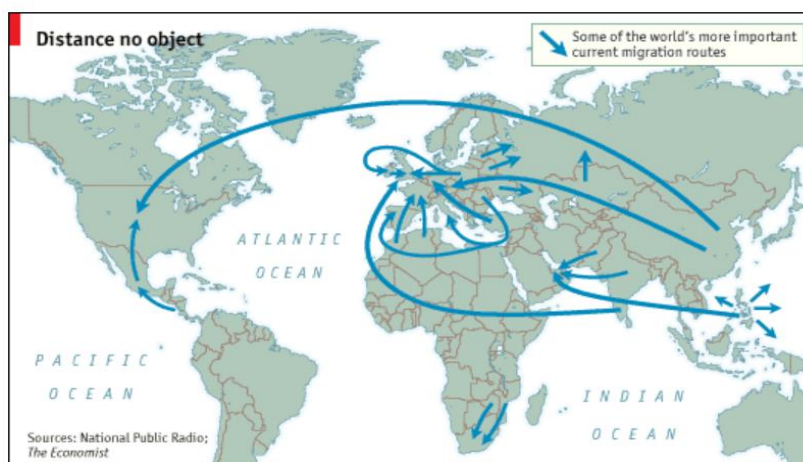 Distance no object
Some of the world's more important
current migration routes
ATLANTIC
OCEAN
PACIFIC
OCEAN
INDIAN
OCEAN
Sources: National Public Radio;
The Economist